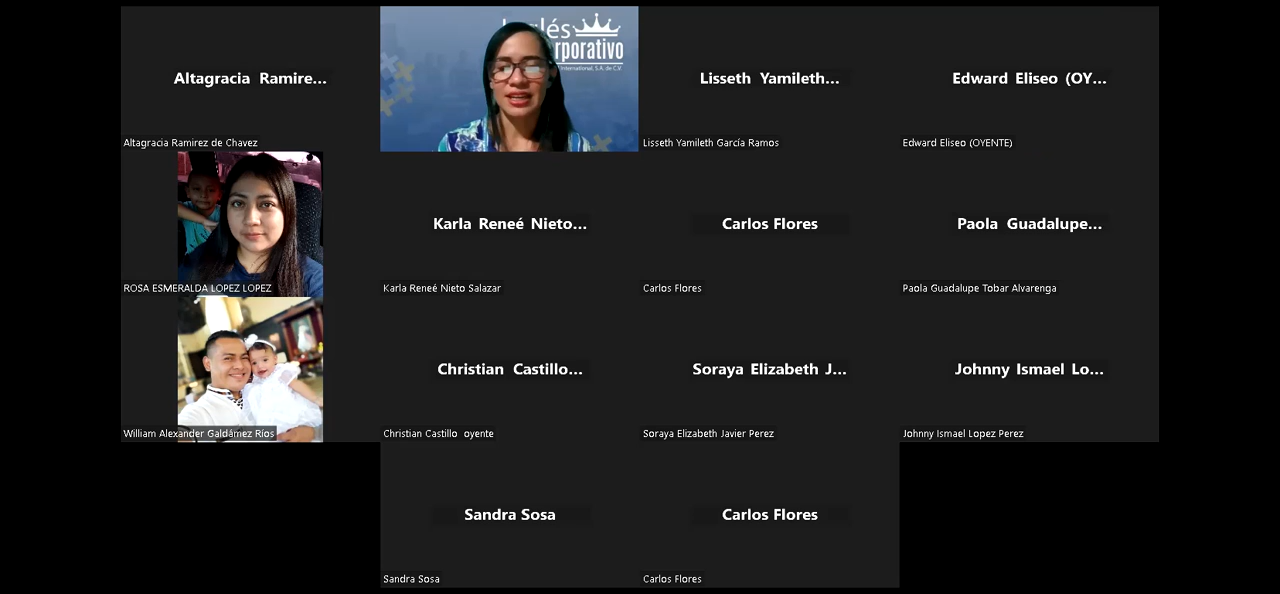 Altagracia Ramire...
Altagracia Ramirez de Chavez
Inglés
International, S.A. de C.V.
Lisseth Yamileth...
Lisseth Yamileth García Ramos
Edward Eliseo (OY...
Edward Eliseo (OYENTE)
ROSA ESMERALDA LOPEZ LOPEZ
Karla Reneé Nieto...
Karla Reneé Nieto Salazar
Carlos Flores
Carlos Flores
Paola Guadalupe...
Paola Guadalupe Tobar Alvarenga
William Alexander Galdámez Ríos
Christian Castillo...
Christian Castillo oyente
Soraya Elizabeth J...
Soraya Elizabeth Javier Perez
Johnny Ismael Lo...
Johnny Ismael Lopez Perez
Sandra Sosa
Sandra Sosa
Carlos Flores
Carlos Flores